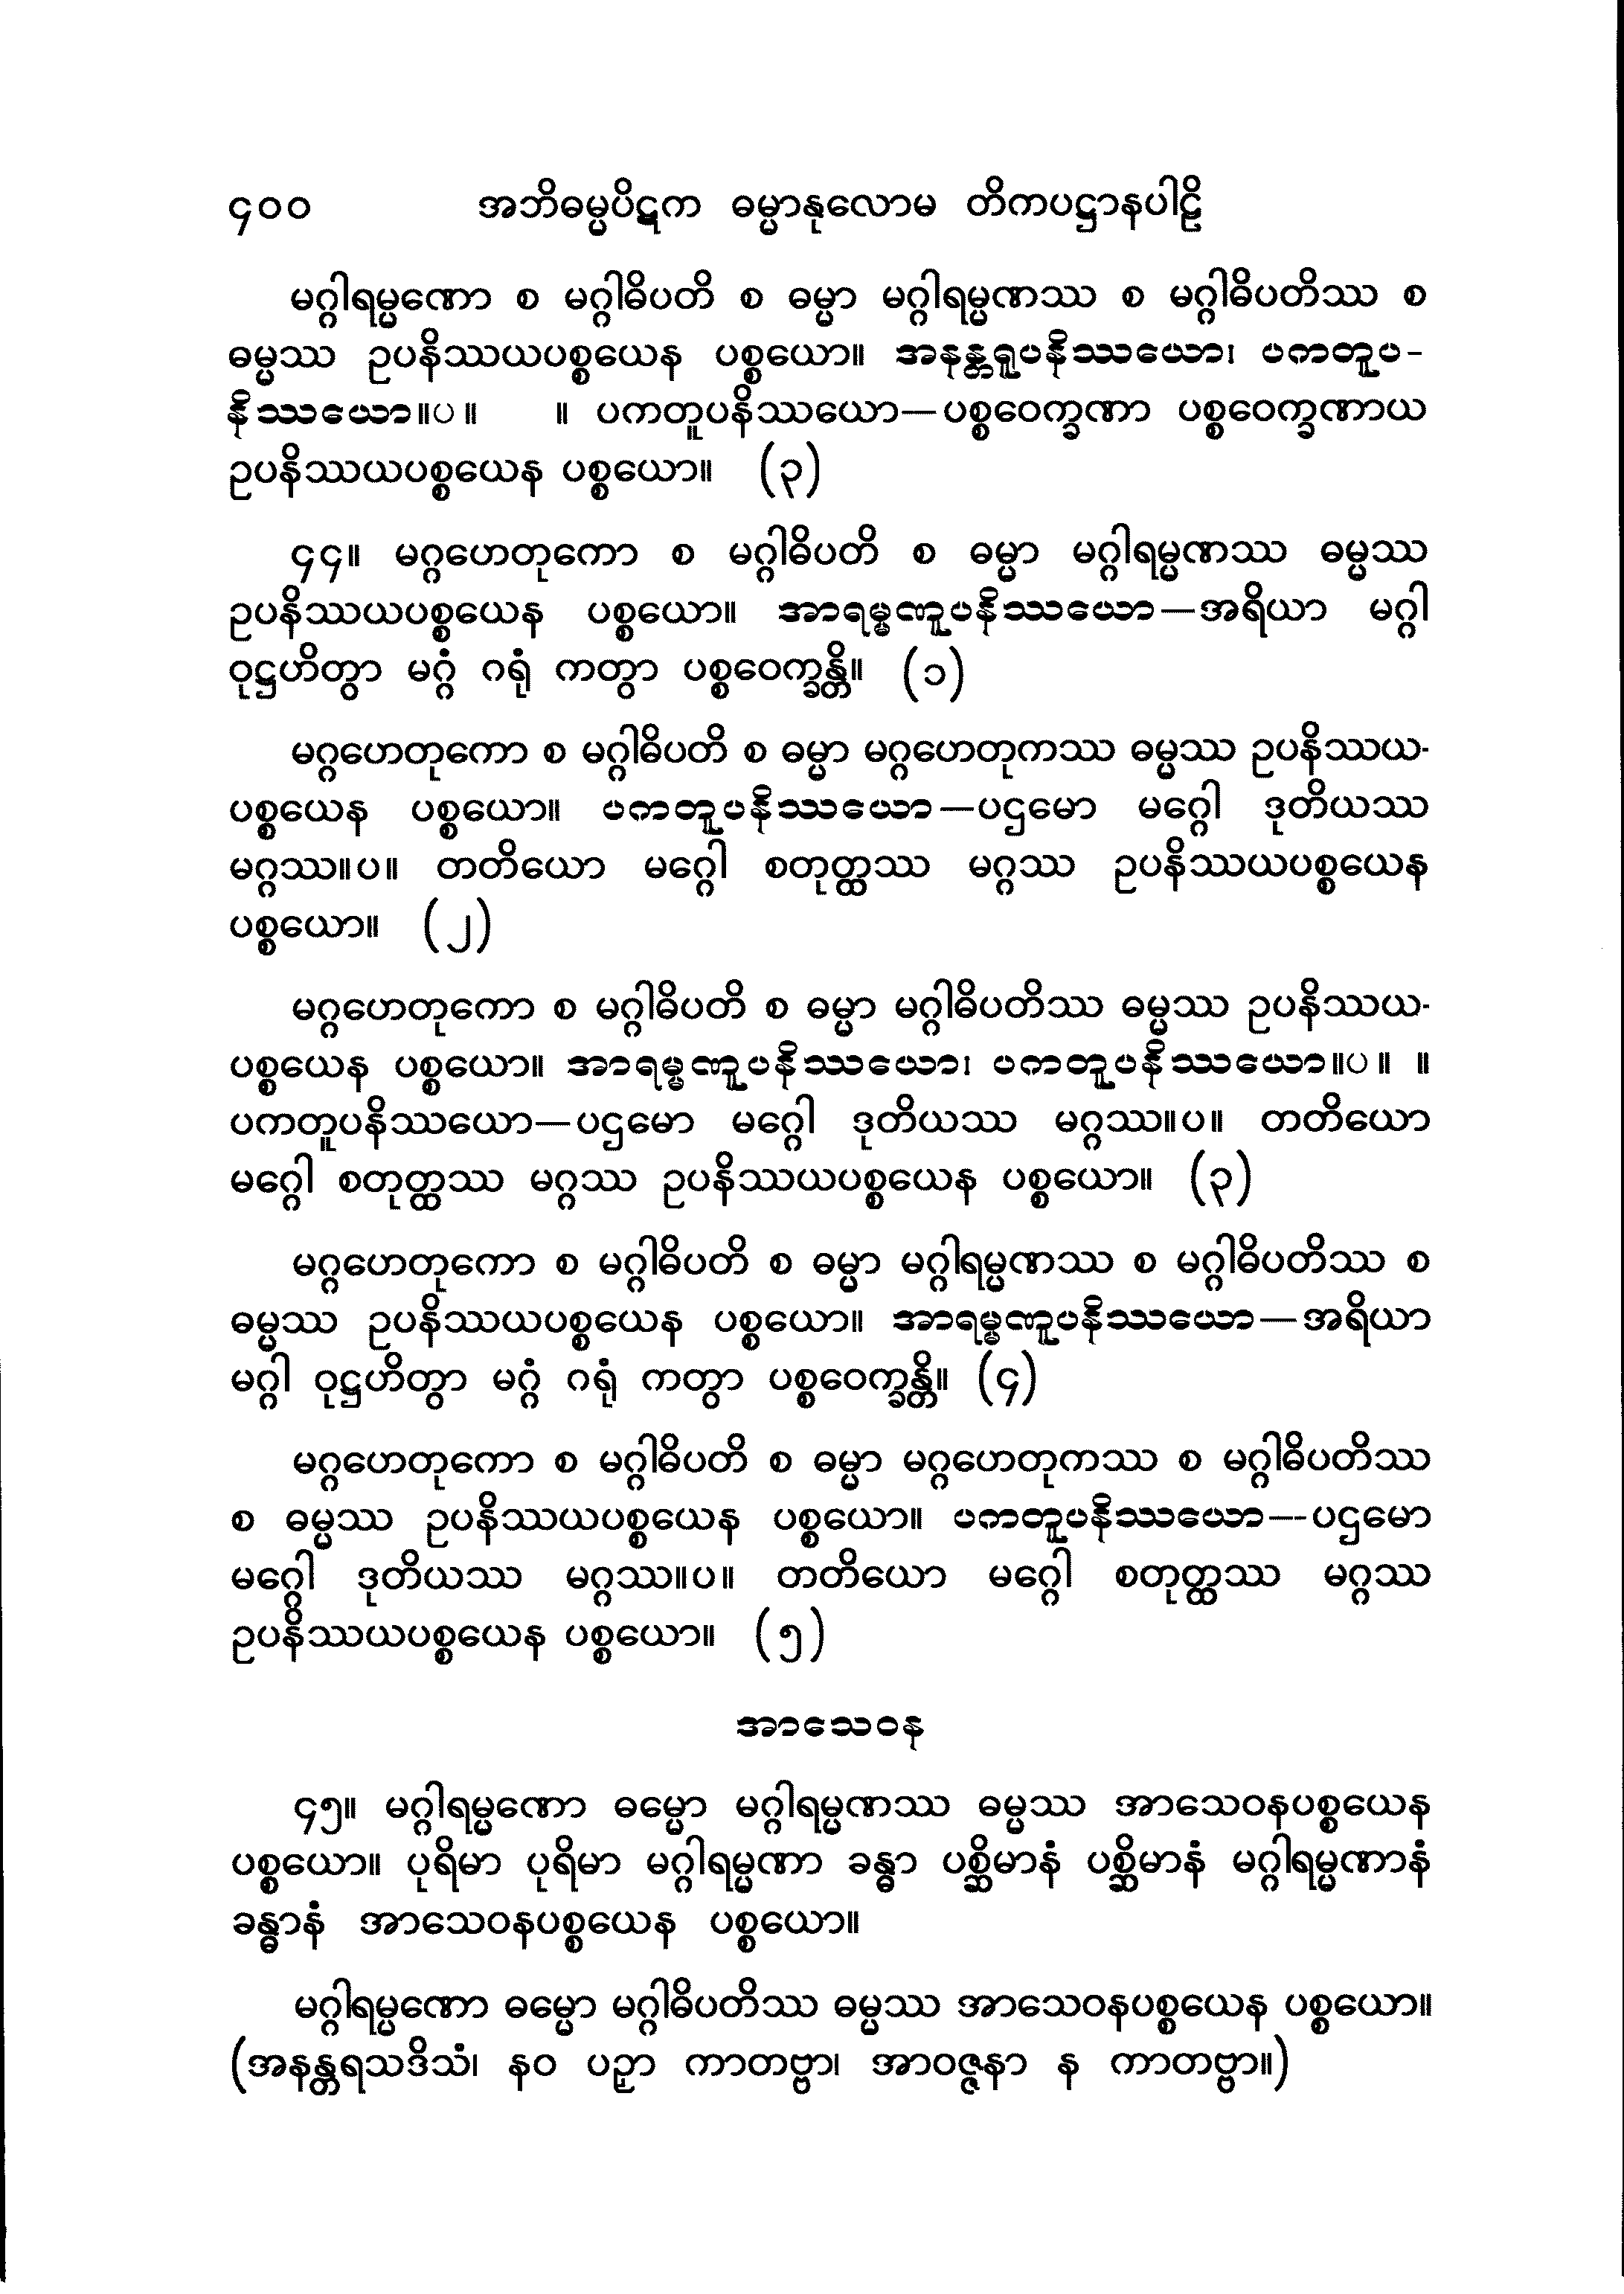 ၄၀၀ အဘိဓမ္မပိဋက ဓမ္မာနုလောမ တိကပဋ္ဌာနပါဠိ
မဂ္ဂါရမ္မဏော စ မဂ္ဂါဓိပတိ စ ဓမ္မာ မဂ္ဂါရမ္မဏဿ စ မဂ္ဂါဓိပတိဿ စ
ဓမ္မဿ ဥပနိဿယပစ္စယေန ပစ္စယော။ အနန္တရူပနိဿယော၊ ပကတူပ-
နိဿယော။ပ။ ။ ပကတူပနိဿယော—ပစ္စဝေက္ခဏာ ပစ္စဝေက္ခဏာယ
ဥပနိဿယပစ္စယေန ပစ္စယော။ (၃)
၄၄။ မဂ္ဂဟေတုကော စ မဂ္ဂါဓိပတိ စ ဓမ္မာ မဂ္ဂါရမ္မဏဿ ဓမ္မဿ
ဥပနိဿယပစ္စယေန ပစ္စယော။ အာရမ္မဏူပနိဿယော—အရိယာ မဂ္ဂါ
ဝုဋ္ဌဟိတွာ မဂ္ဂံ ဂရုံ ကတွာ ပစ္စဝေက္ခန္တိ။ (၁)
မဂ္ဂဟေတုကော စ မဂ္ဂါဓိပတိ စ ဓမ္မာ မဂ္ဂဟေတုကဿ ဓမ္မဿ ဥပနိဿယ-
ပစ္စယေန ပစ္စယော။ ပကတူပနိဿယော—ပဌမော မဂ္ဂေါ ဒုတိယဿ
မဂ္ဂဿ။ပ။ တတိယော မဂ္ဂေါ စတုတ္ထဿ မဂ္ဂဿ ဥပနိဿယပစ္စယေန
ပစ္စယော။ (၂)
မဂ္ဂဟေတုကော စ မဂ္ဂါဓိပတိ စ ဓမ္မာ မဂ္ဂါဓိပတိဿ ဓမ္မဿ ဥပနိဿယ-
ပစ္စယေန ပစ္စယော။ အာရမ္မဏူပနိဿယော၊ ပကတူပနိဿယော။ပ။ ။
ပကတူပနိဿယော—ပဌမော မဂ္ဂေါ ဒုတိယဿ မဂ္ဂဿ။ပ။ တတိယော
မဂ္ဂေါ စတုတ္ထဿ မဂ္ဂဿ ဥပနိဿယပစ္စယေန ပစ္စယော။ (၃)
မဂ္ဂဟေတုကော စ မဂ္ဂါဓိပတိ စ ဓမ္မာ မဂ္ဂါရမ္မဏဿ စ မဂ္ဂါဓိပတိဿ စ
ဓမ္မဿ ဥပနိဿယပစ္စယေန ပစ္စယော။ အာရမ္မဏူပနိဿယော—အရိယာ
မဂ္ဂါ ဝုဋ္ဌဟိတွာ မဂ္ဂံ ဂရုံ ကတွာ ပစ္စဝေက္ခန္တိ။ (၄)
မဂ္ဂဟေတုကော စ မဂ္ဂါဓိပတိ စ ဓမ္မာ မဂ္ဂဟေတုကဿ စ မဂ္ဂါဓိပတိဿ
စ ဓမ္မဿ ဥပနိဿယပစ္စယေန ပစ္စယော။ ပကတူပနိဿယော—ပဌမော
မဂ္ဂေါ ဒုတိယဿ မဂ္ဂဿ။ပ။ တတိယော မဂ္ဂေါ စတုတ္ထဿ မဂ္ဂဿ
ဥပနိဿယပစ္စယေန ပစ္စယော။ (၅)
အာသေဝန
၄၅။ မဂ္ဂါရမ္မဏော ဓမ္မော မဂ္ဂါရမ္မဏဿ ဓမ္မဿ အာသေဝနပစ္စယေန
ပစ္စယော။ ပုရိမာ ပုရိမာ မဂ္ဂါရမ္မဏာ ခန္ဓာ ပစ္ဆိမာနံ ပစ္ဆိမာနံ မဂ္ဂါရမ္မဏာနံ
ခန္ဓာနံ အာသေဝနပစ္စယေန ပစ္စယော။
မဂ္ဂါရမ္မဏော ဓမ္မော မဂ္ဂါဓိပတိဿ ဓမ္မဿ အာသေဝနပစ္စယေန ပစ္စယော။
(အနန္တရသဒိသံ၊ နဝ ပဉှာ ကာတဗ္ဗာ၊ အာဝဇ္ဇနာ န ကာတဗ္ဗာ။)